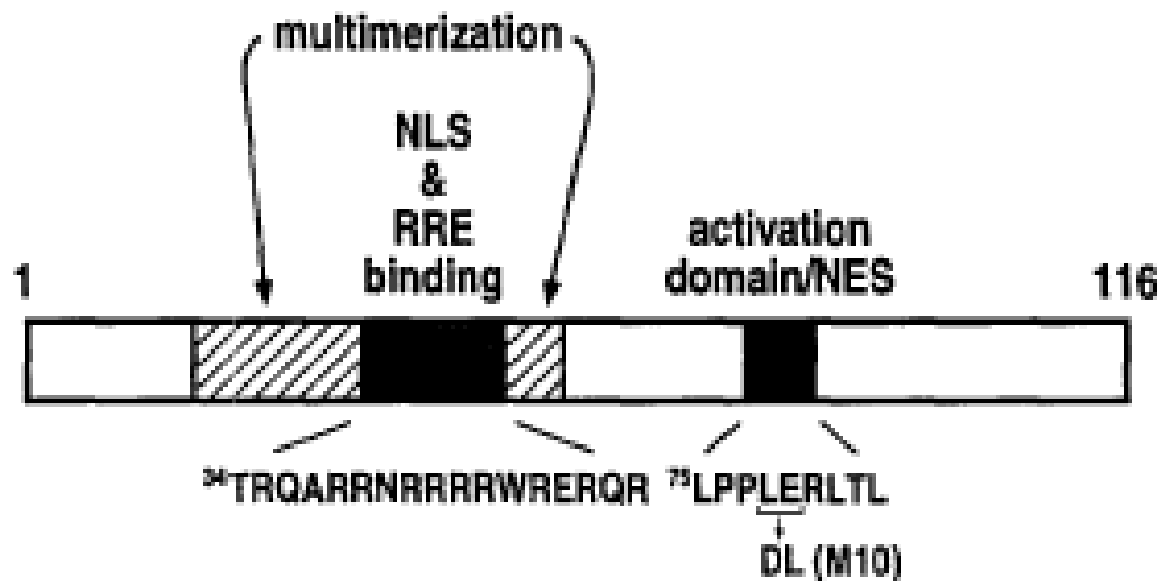 multimerization
NLS
&
RRE
binding
activation
domain/NES
1
116
³⁴TRQARRNRRRRWRERQR
⁷⁵LPPLERLTL
DL (M10)